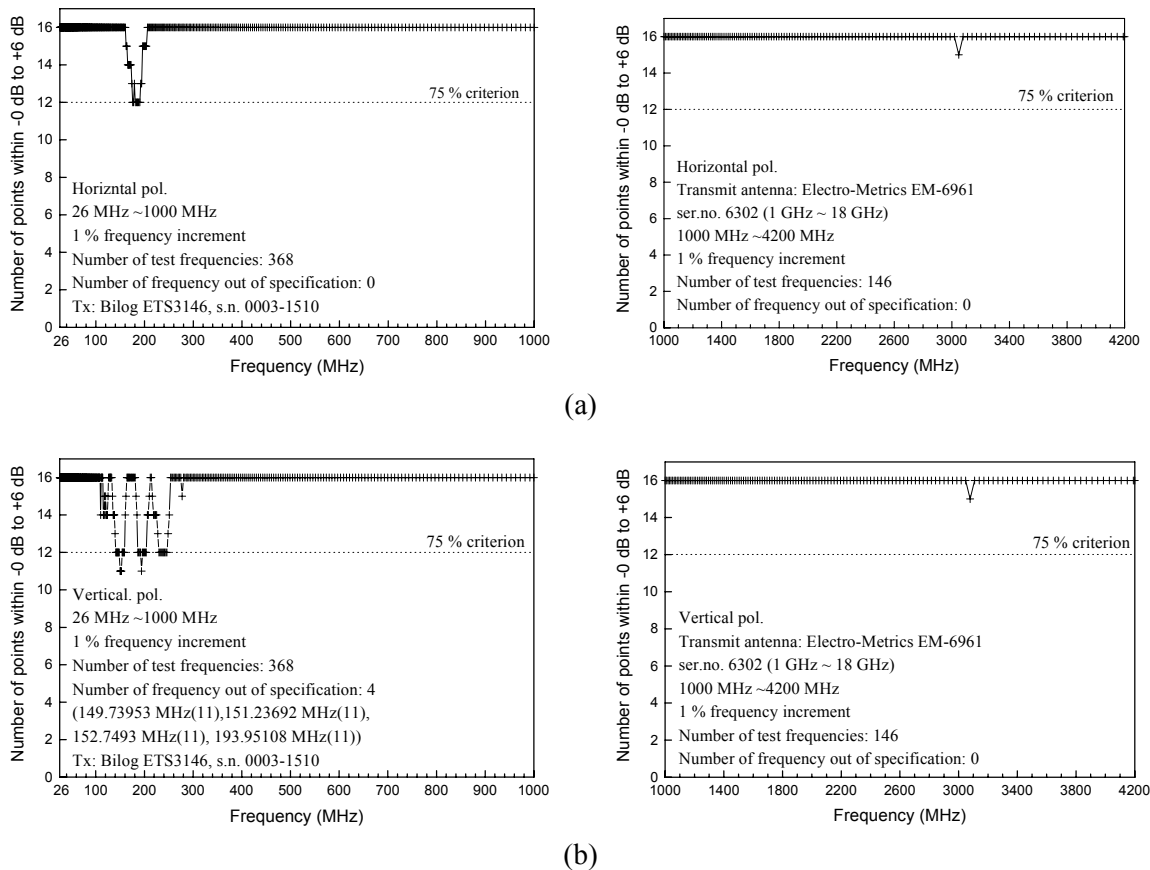 Number of points within -0 dB to +6 dB
16
14
12
10
8
6
4
2
0
75 % criterion
Horizntal pol.
26 MHz ~1000 MHz
1 % frequency increment
Number of test frequencies: 368
Number of frequency out of specification: 0
Tx: Bilog ETS3146, s.n. 0003-1510
26 100 200 300 400 500 600 700 800 900 1000
Frequency (MHz)
Number of points within -0 dB to +6 dB
16
14
12
10
8
6
4
2
0
75 % criterion
Horizontal pol.
Transmit antenna: Electro-Metrics EM-6961
ser.no. 6302 (1 GHz ~ 18 GHz)
1000 MHz ~4200 MHz
1 % frequency increment
Number of test frequencies: 146
Number of frequency out of specification: 0
1000 1400 1800 2200 2600 3000 3400 3800 4200
Frequency (MHz)
(a)
Number of points within -0 dB to +6 dB
16
14
12
10
8
6
4
2
0
75 % criterion
Vertical. pol.
26 MHz ~1000 MHz
1 % frequency increment
Number of test frequencies: 368
Number of frequency out of specification: 4
(149.73953 MHz(11),151.23692 MHz(11),
152.7493 MHz(11), 193.95108 MHz(11))
Tx: Bilog ETS3146, s.n. 0003-1510
26 100 200 300 400 500 600 700 800 900 1000
Frequency (MHz)
Number of points within -0 dB to +6 dB
16
14
12
10
8
6
4
2
0
75 % criterion
Vertical pol.
Transmit antenna: Electro-Metrics EM-6961
ser.no. 6302 (1 GHz ~ 18 GHz)
1000 MHz ~4200 MHz
1 % frequency increment
Number of test frequencies: 146
Number of frequency out of specification: 0
1000 1400 1800 2200 2600 3000 3400 3800 4200
Frequency (MHz)
(b)